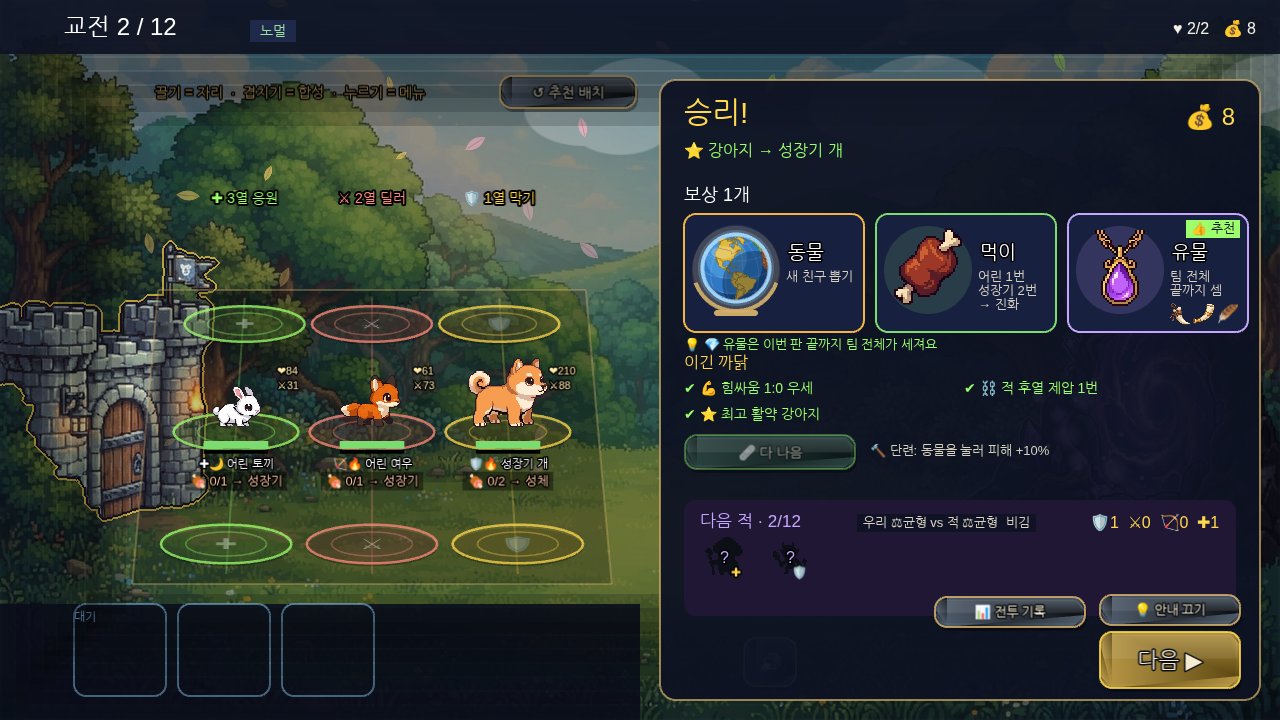 교전 2 / 12
노멀
♥ 2/2 💰 8
끌기 = 자리 · 겹치기 = 합성 · 누르기 = 메뉴
↺ 추천 배치
✚ 3열 응원
⚔ 2열 딜러
🛡 1열 막기
❤84
⚔31
❤61
⚔73
❤210
⚔88
✚🌙 어린 토끼
🍖 0/1 → 성장기
🏹🔥 어린 여우
🍖 0/1 → 성장기
🛡🔥 성장기 개
🍖 0/2 → 성체
대기
승리!
💰 8
⭐ 강아지 → 성장기 개
보상 1개
동물
새 친구 뽑기
먹이
어린 1번
성장기 2번
→ 진화
👍 추천
유물
팀 전체
끝까지 셈
💡 💎 유물은 이번 판 끝까지 팀 전체가 세져요
이긴 까닭
✔ 💪 힘싸움 1:0 우세
✔ ⛓ 적 후열 제압 1번
✔ ⭐ 최고 활약 강아지
🩹 다 나음
🔨 단련: 동물을 눌러 피해 +10%
다음 적 · 2/12
우리 ⚖균형 vs 적 ⚖균형 비김
🛡1 ⚔0 🏹0 ✚1
?
?
📊 전투 기록
💡 안내 끄기
다음 ▶